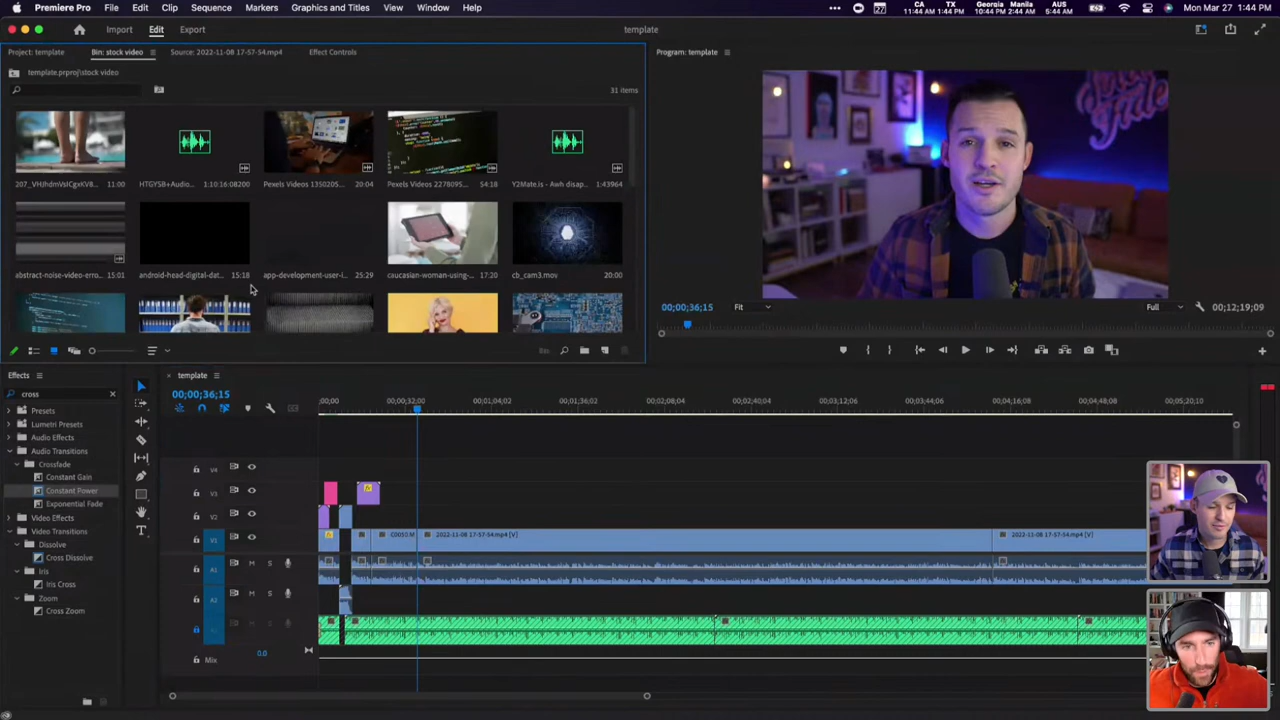 Premiere Pro File Edit Clip Sequence Markers Graphics and Titles View Window Help
CA TX Georgia Manila AUS
11:44 AM 1:44 PM 2:44 PM 2:44 AM 5:44 AM
27
Mon Mar 27 1:44 PM
Import Edit Export
template
Project: template Bin: stock video Source: 2022-11-08 17-57-54.mp4 Effect Controls
Program: template
template.prproj\stock video
31 items
11:00
HTGYSB+Audio... 1:10:16:08200
Pexels Videos 1350205... 20:04
Pexels Videos 2278095... 54:18
Y2Mate.is - Awh disap... 1:43964
abstract-noise-video-erro... 15:01
android-head-digital-dat... 15:18
app-development-user-i... 25:29
caucasian-woman-using-... 17:20
cb_cam3.mov 20:00
00;00;36;15 Fit Full 00;12;19;09
Effects
cross
Presets
Lumetri Presets
Audio Effects
Audio Transitions
Crossfade
Constant Gain
Constant Power
Exponential Fade
Video Effects
Video Transitions
Dissolve
Cross Dissolve
Iris
Iris Cross
Zoom
Cross Zoom
template
00;00;36;15
;00;00 00;00;32;00 00;01;04;02 00;01;36;02 00;02;08;04 00;02;40;04 00;03;12;06 00;03;44;06 00;04;16;08 00;04;48;08 00;05;20;10
V4
V3 fx
V2
V1 fx C0050.M 2022-11-08 17-57-54.mp4 [V] 2022-11-08 17-57-54.mp4 [V]
A1 M S
A2 M S
M S
Mix 0.0